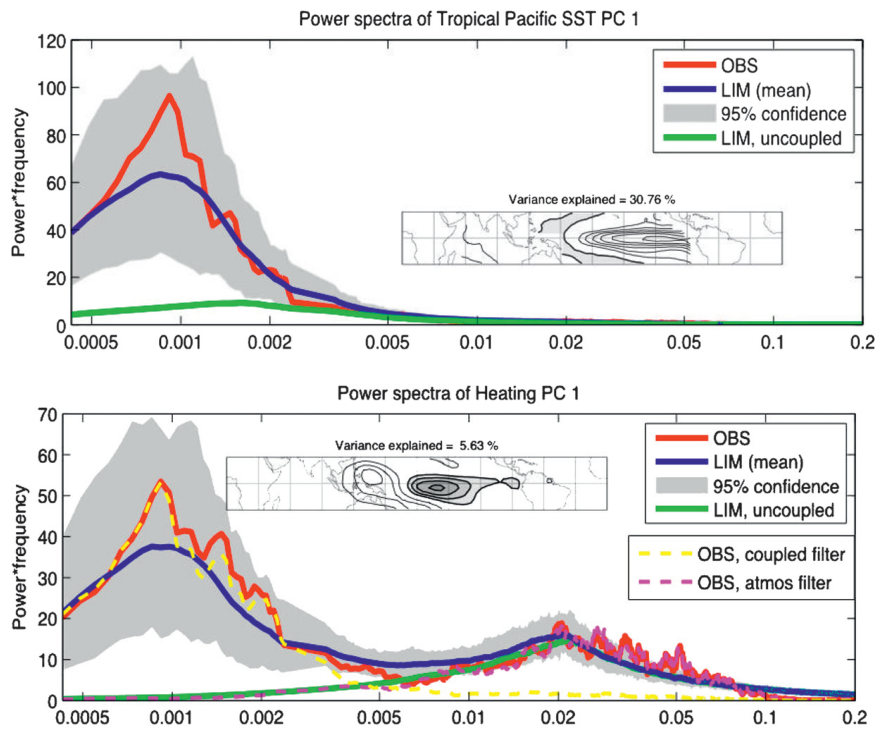 Power spectra of Tropical Pacific SST PC 1
120
100
80
60
40
20
0
Power*frequency
OBS
LIM (mean)
95% confidence
LIM, uncoupled
Variance explained = 30.76 %
0.0005 0.001 0.002 0.005 0.01 0.02 0.05 0.1 0.2
Power spectra of Heating PC 1
70
60
50
40
30
20
10
0
Power*frequency
Variance explained = 5.63 %
OBS
LIM (mean)
95% confidence
LIM, uncoupled
OBS, coupled filter
OBS, atmos filter
0.0005 0.001 0.002 0.005 0.01 0.02 0.05 0.1 0.2